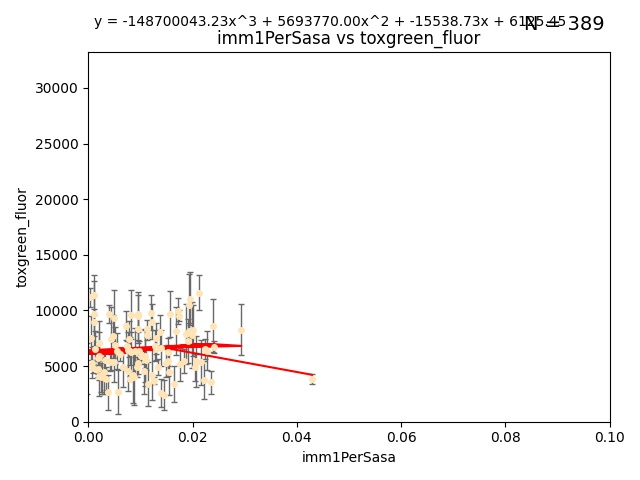 y = -148700043.23x^3 + 5693770.00x^2 + -15538.73x + 6125.45
N = 389
imm1PerSasa vs toxgreen_fluor
30000
25000
20000
15000
10000
5000
0
toxgreen_fluor
0.00 0.02 0.04 0.06 0.08 0.10
imm1PerSasa